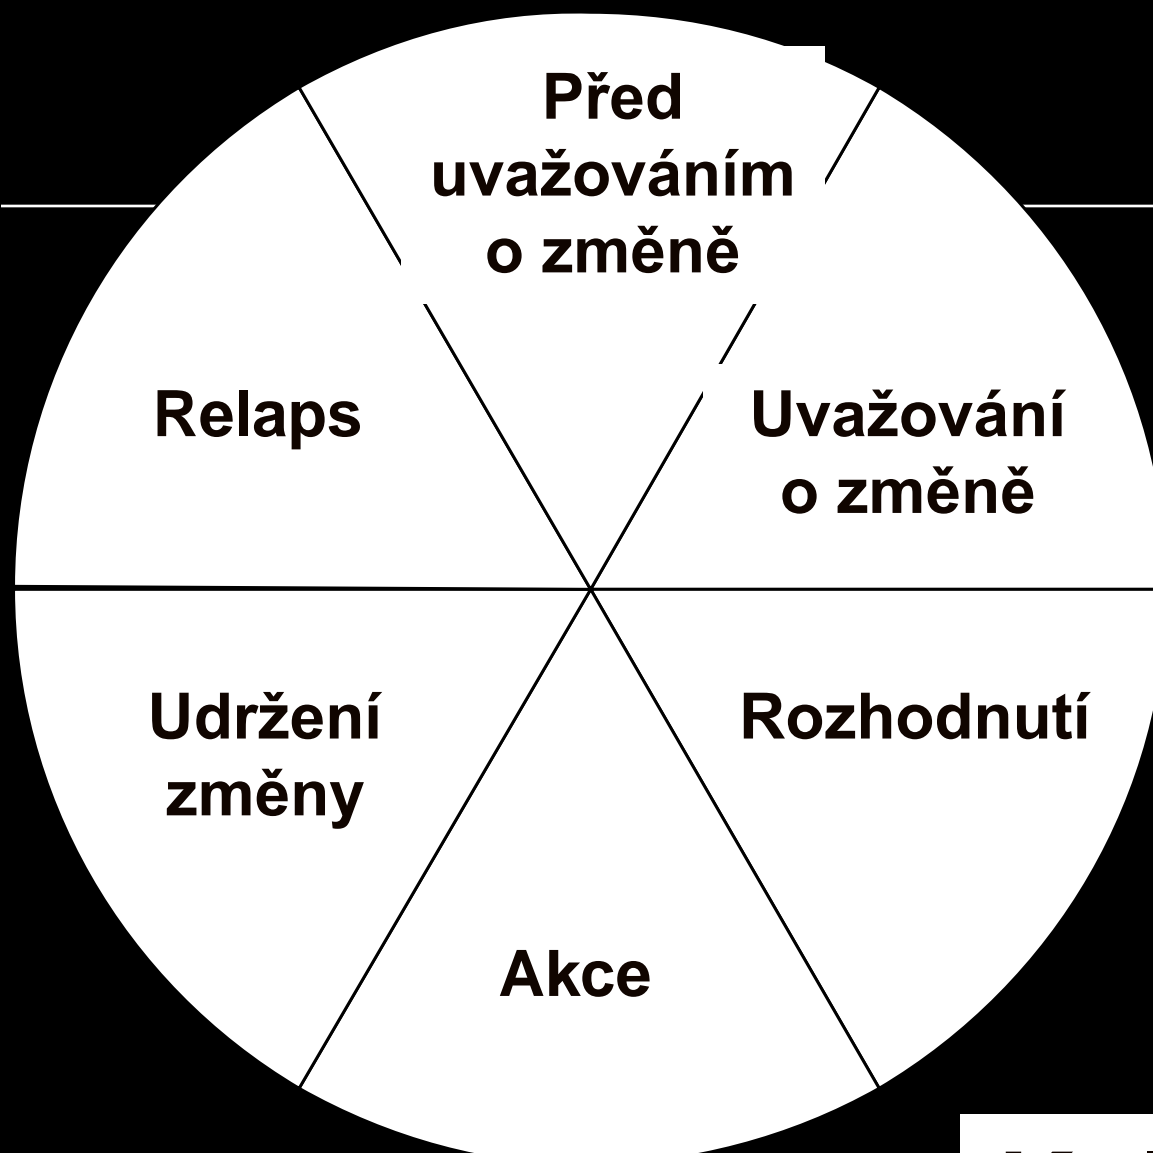 Před
uvažováním
o změně
Relaps
Uvažování
o změně
Udržení
změny
Rozhodnutí
Akce